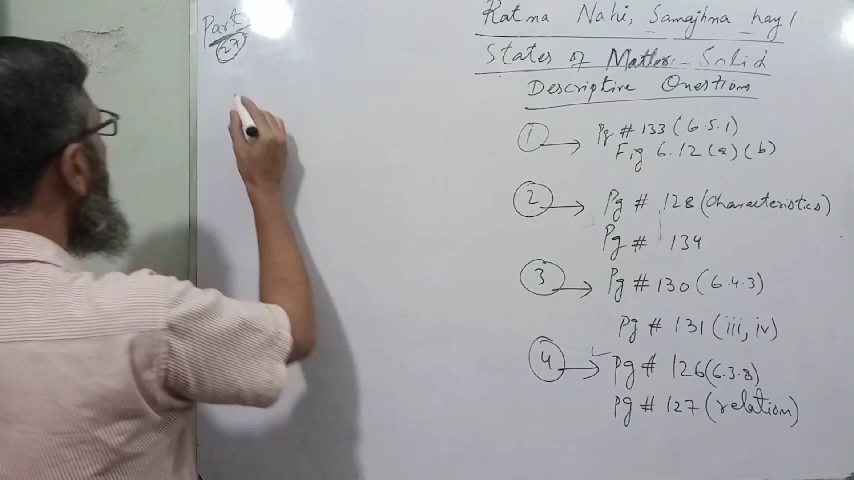 Part
27
Ratna Nahi, Samajhna hay!
States of Matter - Solid
Descriptive Questions
1 → Pg # 133 (6.5.1)
Fig 6.12 (a) (b)
2 → Pg # 128 (Characteristics)
Pg # 134
3 → Pg # 130 (6.4.3)
Pg # 131 (iii, iv)
4 → Pg # 126 (6.3.8)
Pg # 127 (relation)